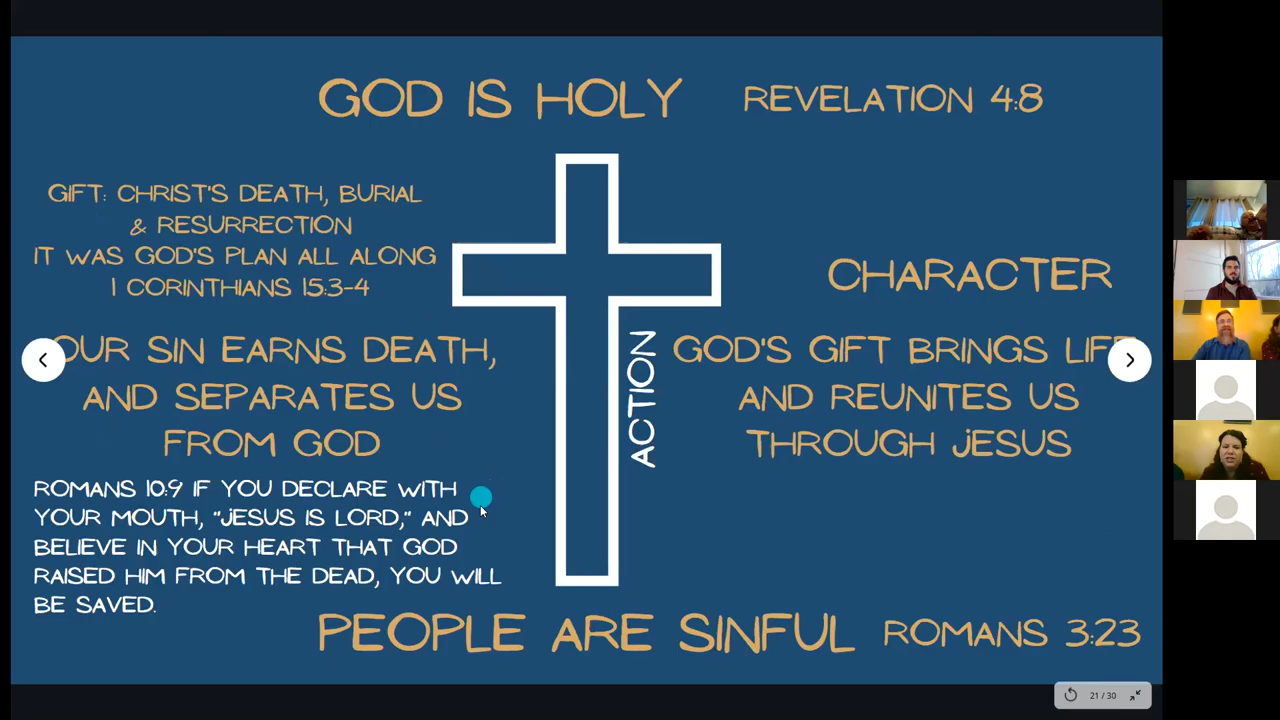 GOD IS HOLY
REVELATION 4:8
GIFT: CHRIST'S DEATH, BURIAL
& RESURRECTION
IT WAS GOD'S PLAN ALL ALONG
1 CORINTHIANS 15:3-4
CHARACTER
OUR SIN EARNS DEATH,
AND SEPARATES US
FROM GOD
ACTION
GOD'S GIFT BRINGS LIFE
AND REUNITES US
THROUGH JESUS
ROMANS 10:9 IF YOU DECLARE WITH
YOUR MOUTH, "JESUS IS LORD," AND
BELIEVE IN YOUR HEART THAT GOD
RAISED HIM FROM THE DEAD, YOU WILL
BE SAVED.
PEOPLE ARE SINFUL
ROMANS 3:23
21 / 30